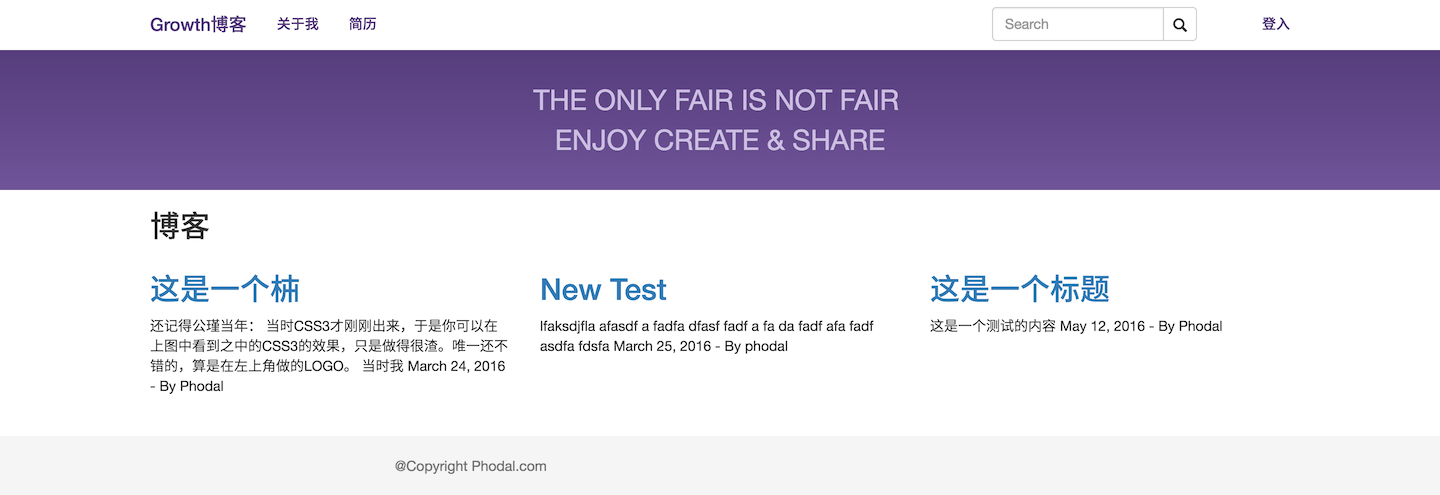 Growth博客 关于我 简历 Search 登入
THE ONLY FAIR IS NOT FAIR
ENJOY CREATE & SHARE
博客
这是一个柟
还记得公瑾当年： 当时CSS3才刚刚出来，于是你可以在
上图中看到之中的CSS3的效果，只是做得很渣。唯一还不
错的，算是在左上角做的LOGO。 当时我 March 24, 2016
- By Phodal
New Test
lfaksdjfla afasdf a fadfa dfasf fadf a fa da fadf afa fadf
asdfa fdsfa March 25, 2016 - By phodal
这是一个标题
这是一个测试的内容 May 12, 2016 - By Phodal
@Copyright Phodal.com